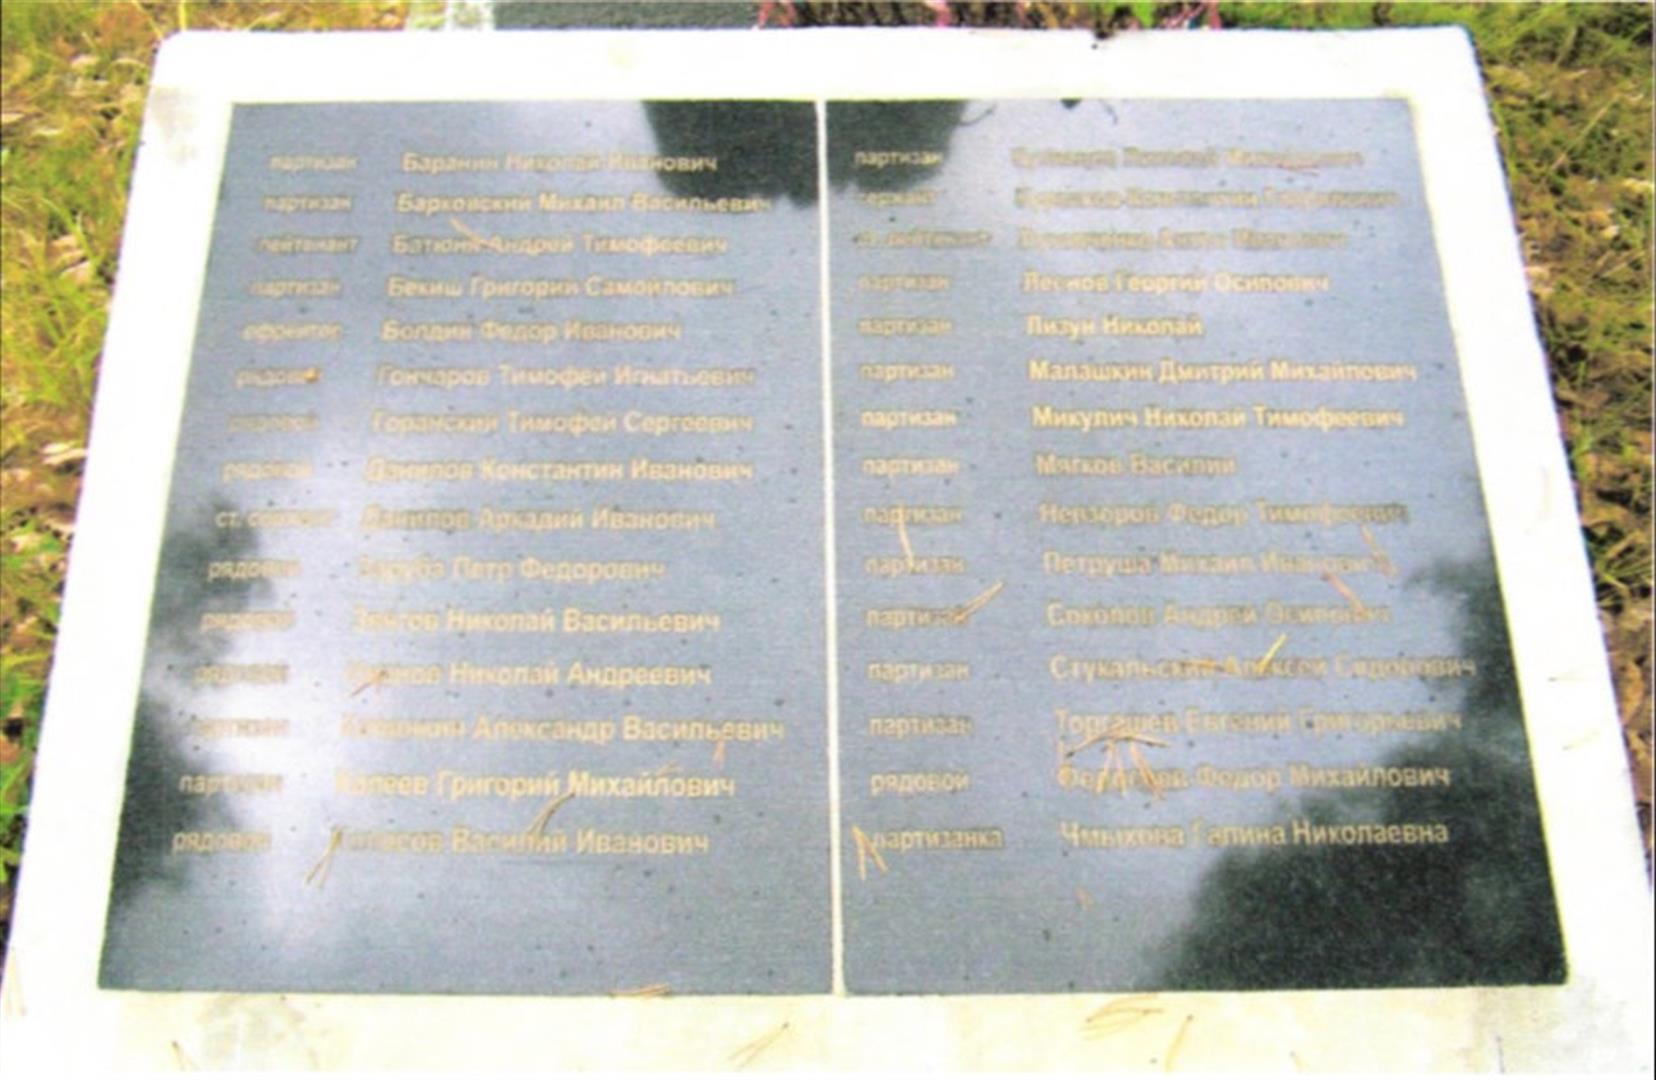 партизан Баранин Николай Иванович
партизан Барковский Михаил Васильевич
лейтенант Батюня Андрей Тимофеевич
партизан Бекиш Григорий Самойлович
ефрейтор Болдин Федор Иванович
рядовой Гончаров Тимофей Игнатьевич
рядовой Горанский Тимофей Сергеевич
рядовой Данилов Константин Иванович
ст. сержант Данилов Аркадий Иванович
рядовой Заруба Петр Федорович
рядовой Николай Васильевич
рядовой Николай Андреевич
партизан Александр Васильевич
партизан Григорий Михайлович
рядовой Василий Иванович
партизан
сержант
лейтенант
партизан Леснов Георгий Осипович
партизан Лизун Николай
партизан Малашкин Дмитрий Михайлович
партизан Микулич Николай Тимофеевич
партизан Мягков Василий
партизан Невзоров Федор Тимофеевич
партизан Петруша Михаил Иванович
партизан Соколов Андрей Осипович
партизан Стукальский Алексей Сидорович
партизан Торгашев Евгений Григорьевич
рядовой Федор Михайлович
партизанка Чмыхова Галина Николаевна